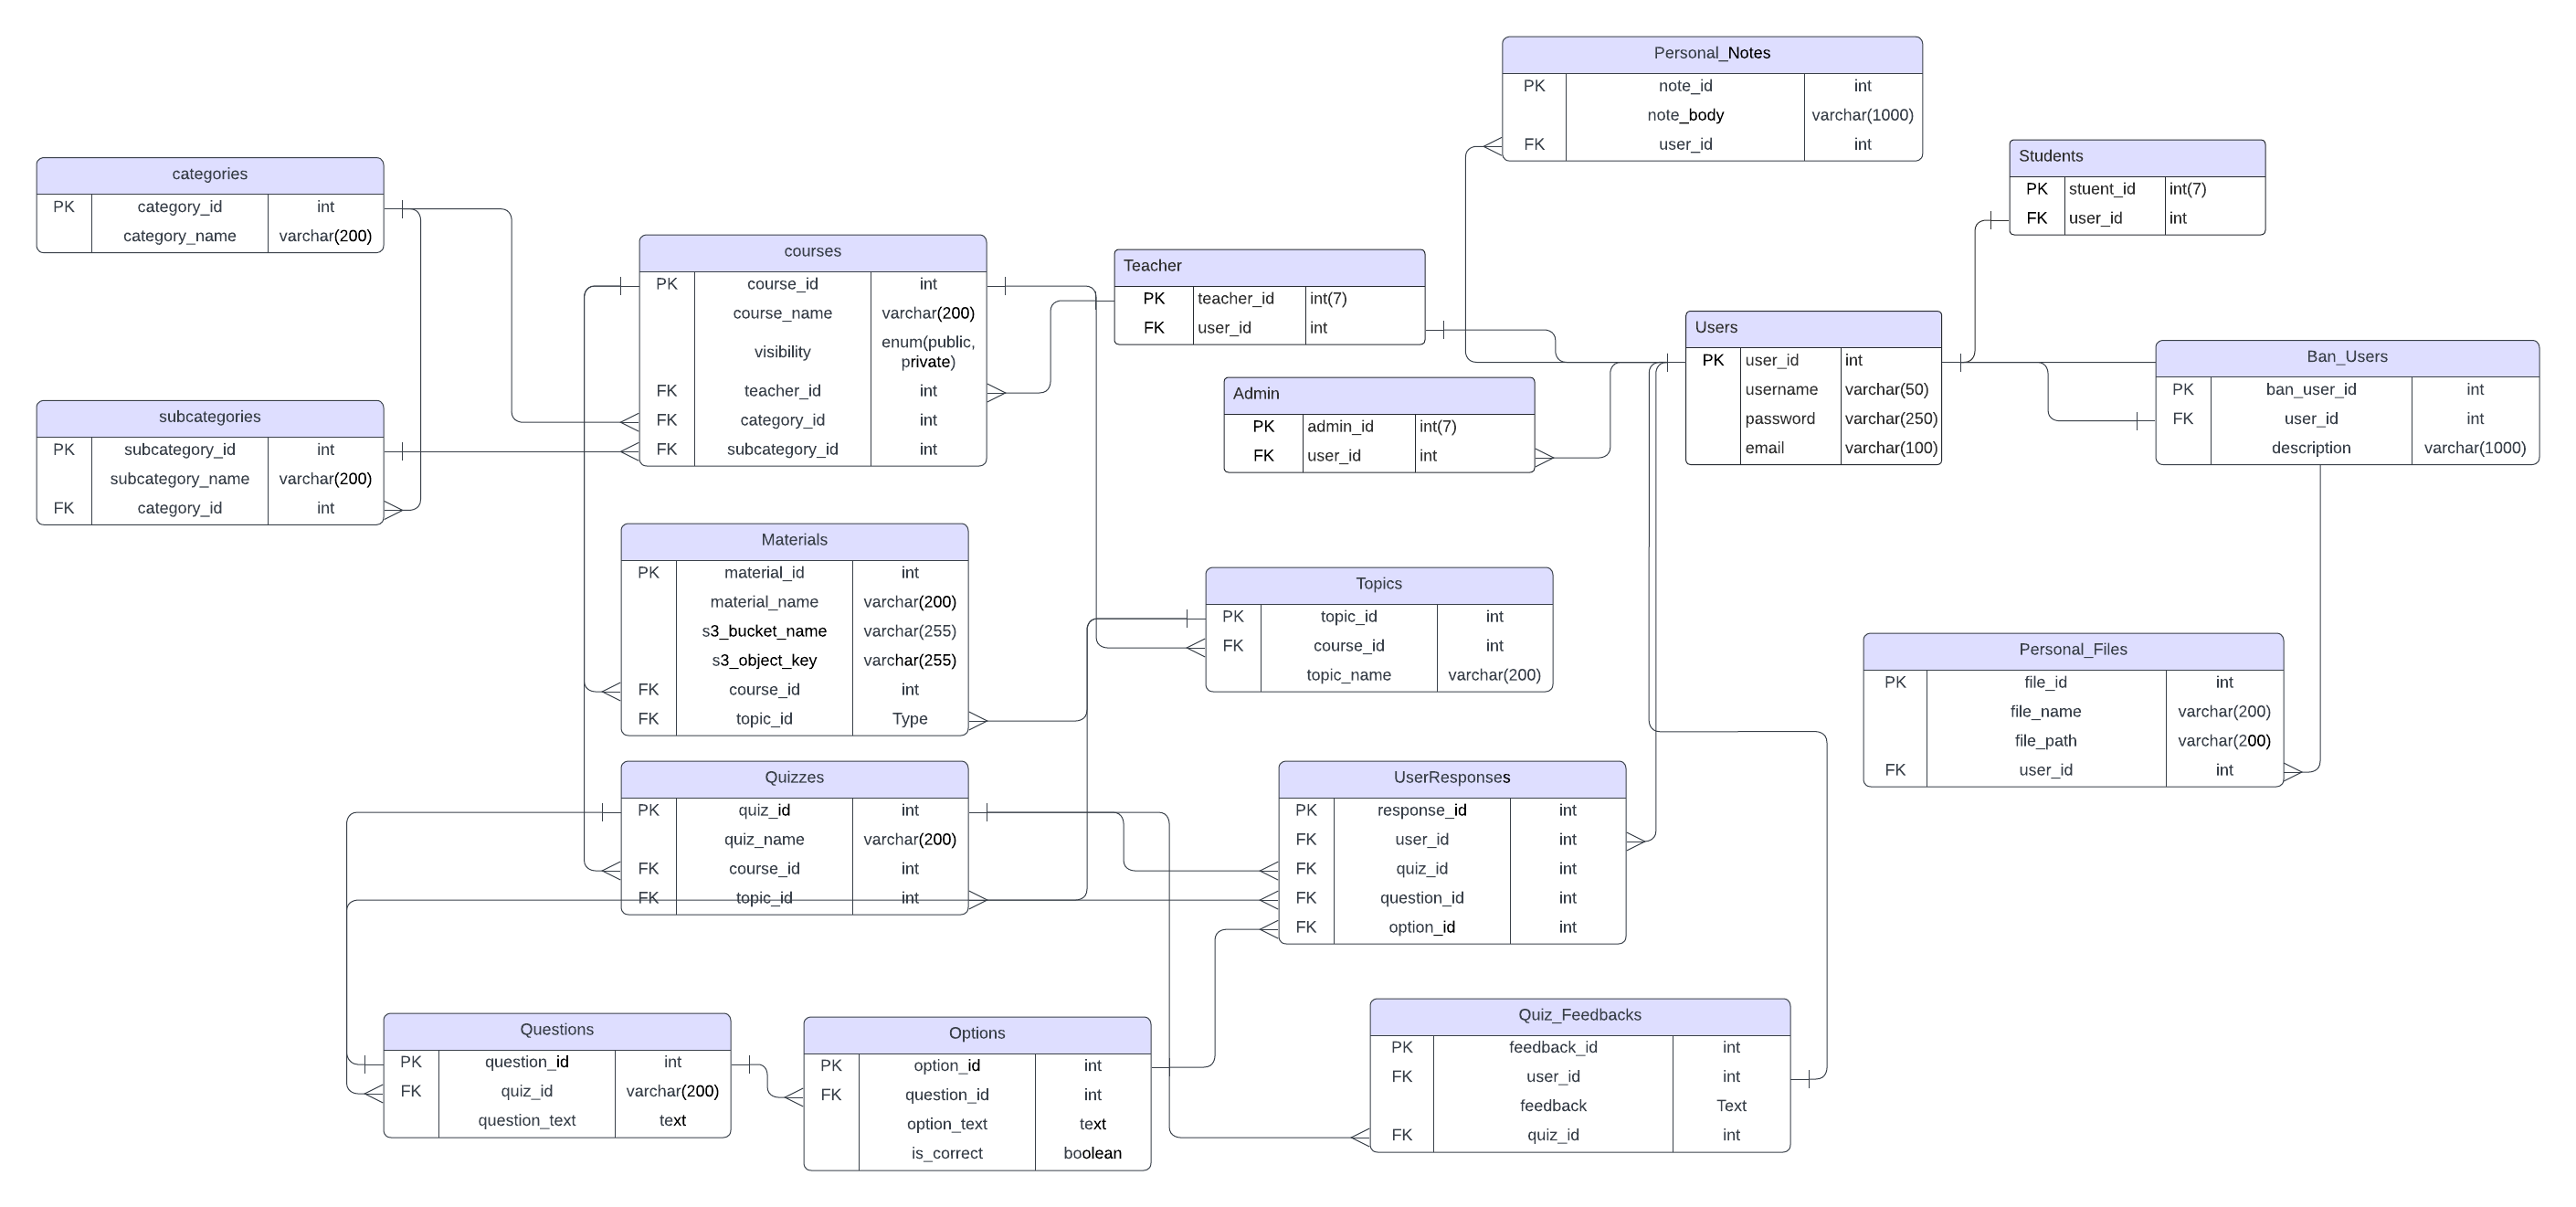 Personal_Notes
PK note_id int
note_body varchar(1000)
FK user_id int
Students
PK stuent_id int(7)
FK user_id int
categories
PK category_id int
category_name varchar(200)
courses
PK course_id int
course_name varchar(200)
visibility enum(public,
private)
FK teacher_id int
FK category_id int
FK subcategory_id int
Teacher
PK teacher_id int(7)
FK user_id int
Users
PK user_id int
username varchar(50)
password varchar(250)
email varchar(100)
Ban_Users
PK ban_user_id int
FK user_id int
description varchar(1000)
Admin
PK admin_id int(7)
FK user_id int
subcategories
PK subcategory_id int
subcategory_name varchar(200)
FK category_id int
Materials
PK material_id int
material_name varchar(200)
s3_bucket_name varchar(255)
s3_object_key varchar(255)
FK course_id int
FK topic_id Type
Topics
PK topic_id int
FK course_id int
topic_name varchar(200)
Personal_Files
PK file_id int
file_name varchar(200)
file_path varchar(200)
FK user_id int
Quizzes
PK quiz_id int
quiz_name varchar(200)
FK course_id int
FK topic_id int
UserResponses
PK response_id int
FK user_id int
FK quiz_id int
FK question_id int
FK option_id int
Questions
PK question_id int
FK quiz_id varchar(200)
question_text text
Options
PK option_id int
FK question_id int
option_text text
is_correct boolean
Quiz_Feedbacks
PK feedback_id int
FK user_id int
feedback Text
FK quiz_id int